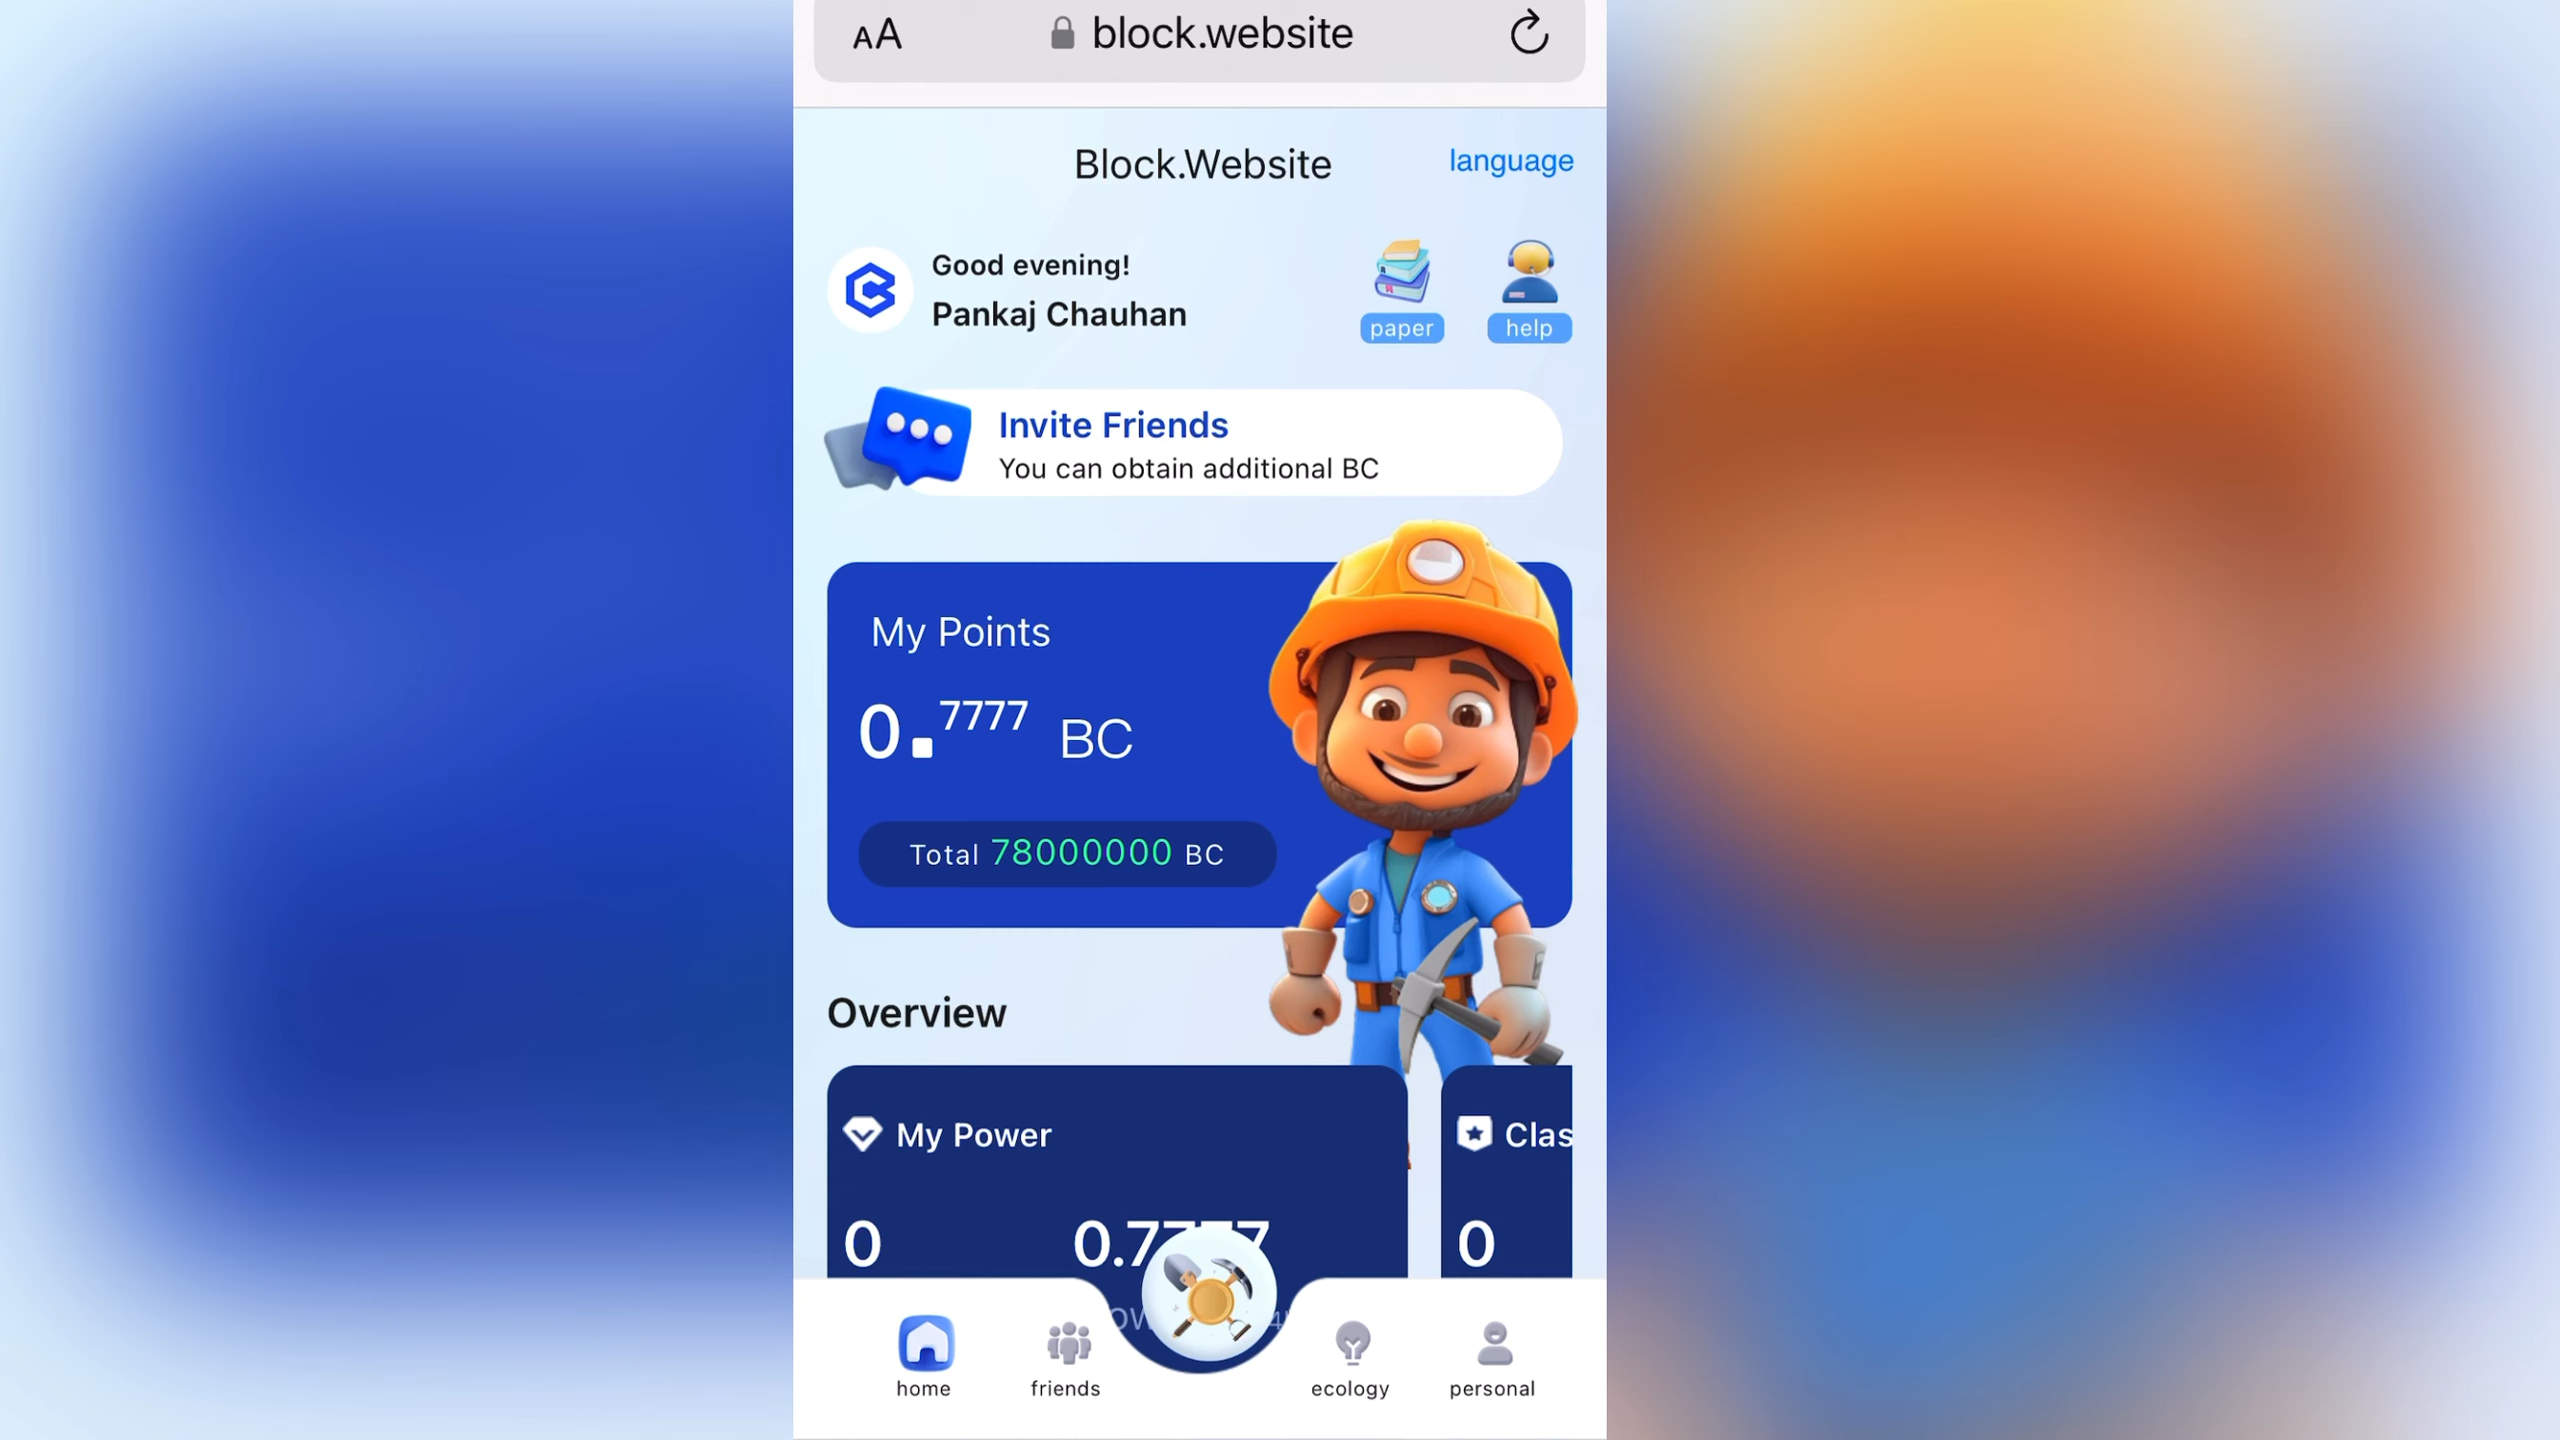 AA block.website
Block.Website language
Good evening!
Pankaj Chauhan
paper help
Invite Friends
You can obtain additional BC
My Points
0.7777 BC
Total 78000000 BC
Overview
My Power Clas
0 0.7777 0
home friends ecology personal